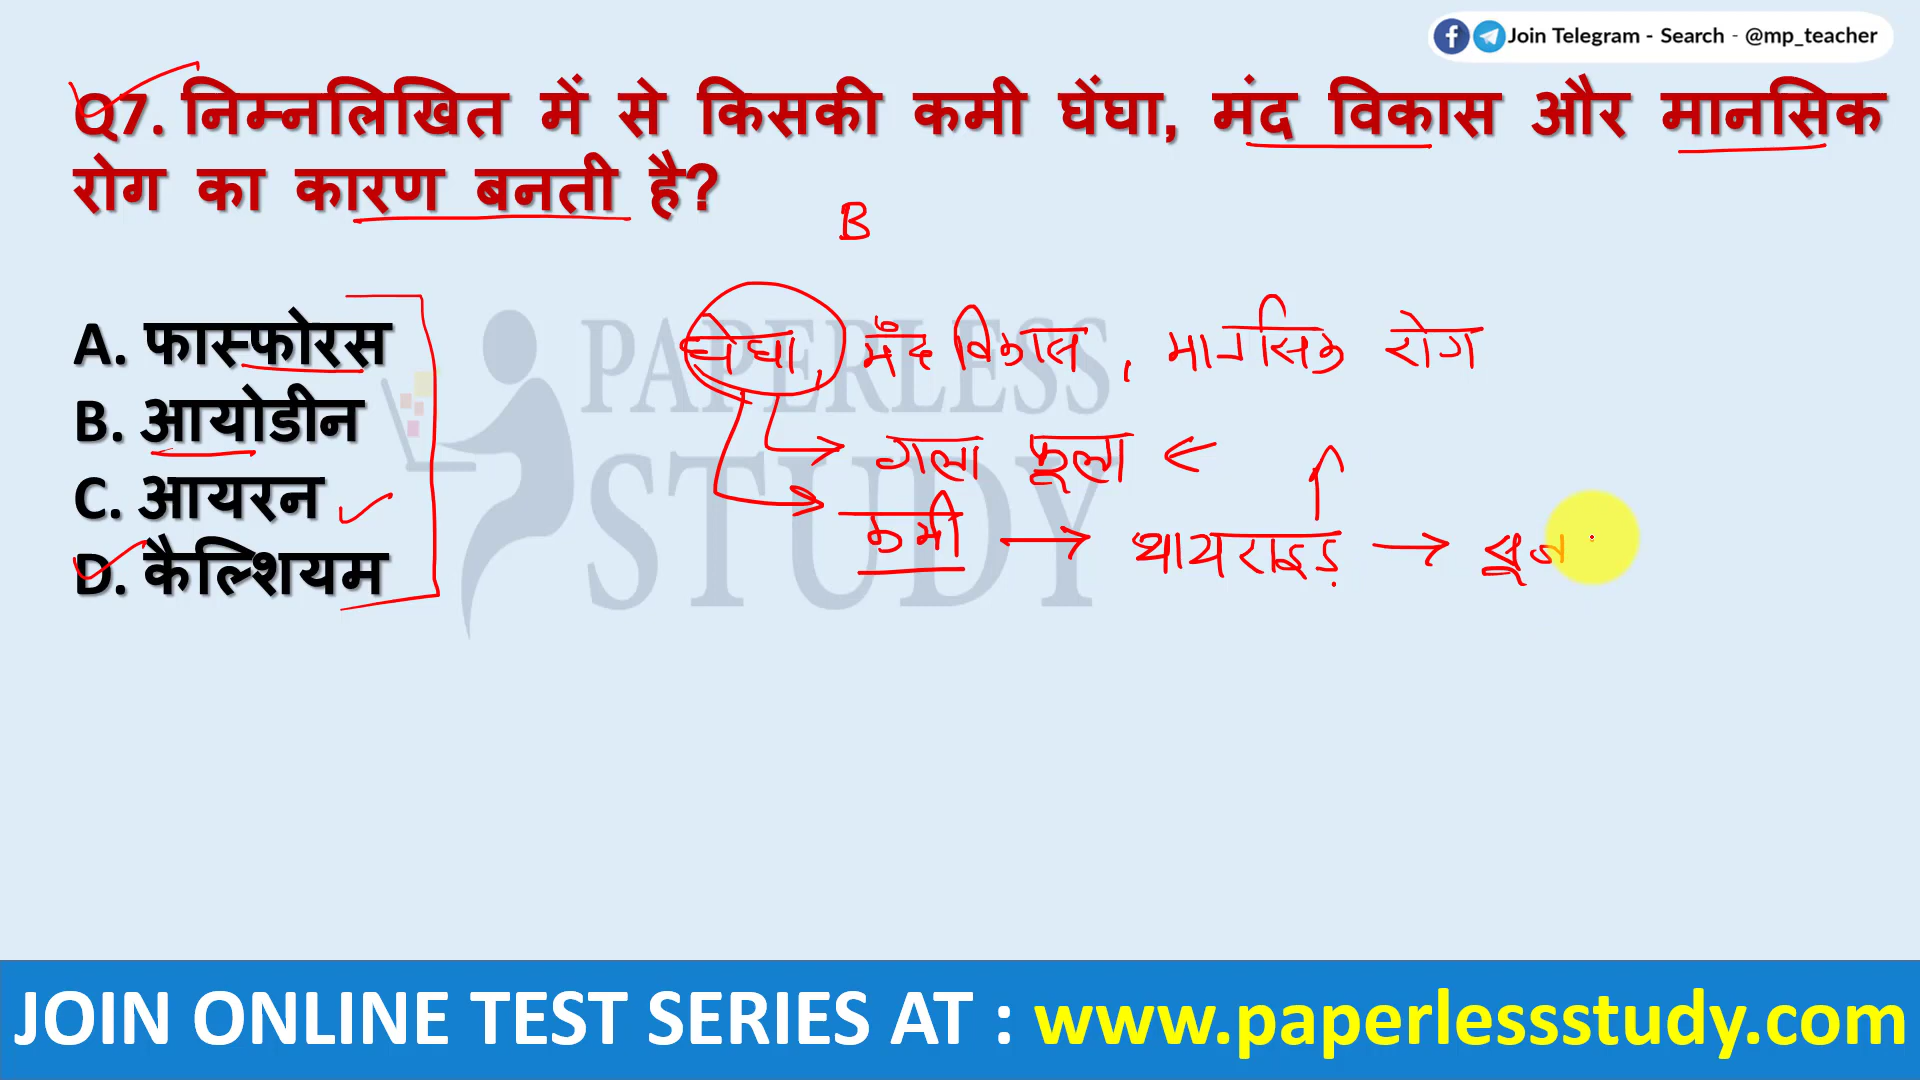 Join Telegram - Search - @mp_teacher
Q7. निम्नलिखित में से किसकी कमी घेंघा, मंद विकास और मानसिक
रोग का कारण बनती है?
B
A. फास्फोरस
B. आयोडीन
C. आयरन
D. कैल्शियम
घेंघा, मंद विकास, मानसिक रोग
गला फूला
कमी → थायराइड → सूज
PAPERLESS
STUDY
JOIN ONLINE TEST SERIES AT : www.paperlessstudy.com